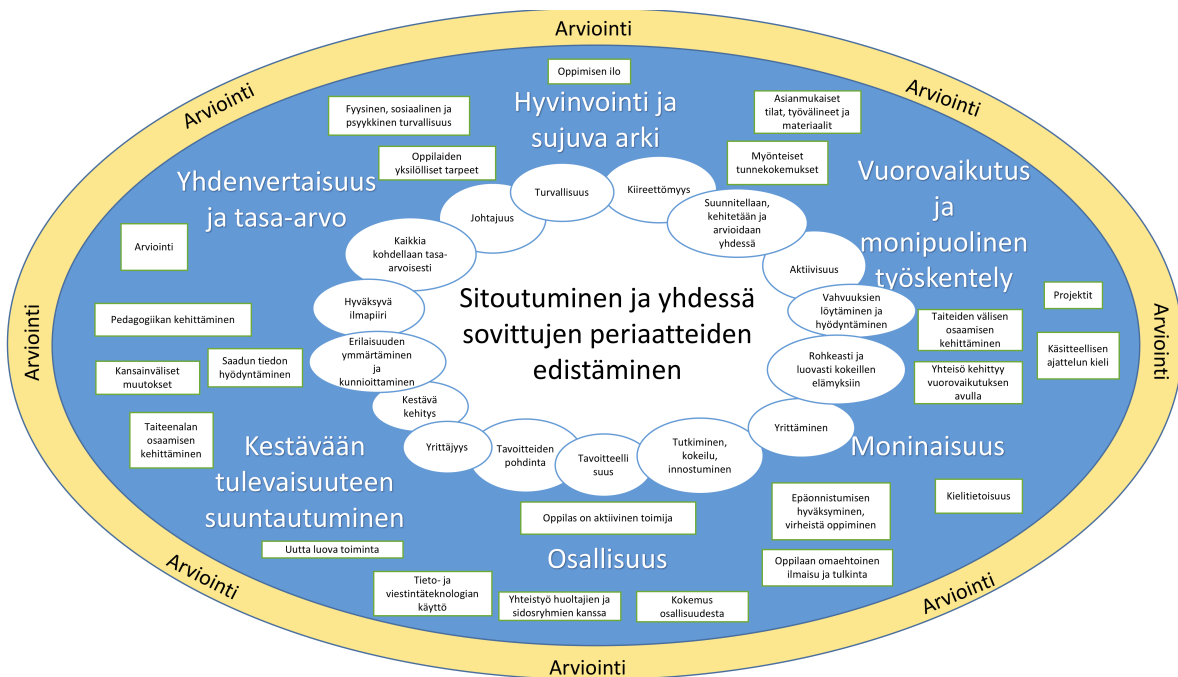 Arviointi
Arviointi
Arviointi
Arviointi
Arviointi
Arviointi
Arviointi
Arviointi
Oppimisen ilo
Hyvinvointi ja
sujuva arki
Fyysinen, sosiaalinen ja
psyykkinen turvallisuus
Oppilaiden
yksilölliset tarpeet
Asianmukaiset
tilat, työvälineet ja
materiaalit
Myönteiset
tunnekokemukset
Yhdenvertaisuus
ja tasa-arvo
Vuorovaikutus
ja
monipuolinen
työskentely
Arviointi
Pedagogiikan kehittäminen
Kansainväliset
muutokset
Saadun tiedon
hyödyntäminen
Taiteenalan
osaamisen
kehittäminen
Projektit
Taiteiden välisen
osaamisen
kehittäminen
Käsitteellisen
ajattelun kieli
Yhteisö kehittyy
vuorovaikutuksen
avulla
Turvallisuus
Kiireettömyys
Suunnitellaan,
kehitetään ja
arvioidaan
yhdessä
Aktiivisuus
Vahvuuksien
löytäminen ja
hyödyntäminen
Rohkeasti ja
luovasti kokeillen
elämyksiin
Yrittäminen
Tutkiminen,
kokeilu,
innostuminen
Tavoitteelli
suus
Tavoitteiden
pohdinta
Yrittäjyys
Kestävä
kehitys
Erilaisuuden
ymmärtäminen
ja
kunnioittaminen
Hyväksyvä
ilmapiiri
Kaikkia
kohdellaan tasa-
arvoisesti
Johtajuus
Sitoutuminen ja yhdessä
sovittujen periaatteiden
edistäminen
Kestävään
tulevaisuuteen
suuntautuminen
Moninaisuus
Oppilas on aktiivinen toimija
Osallisuus
Epäonnistumisen
hyväksyminen,
virheistä oppiminen
Kielitietoisuus
Uutta luova toiminta
Oppilaan omaehtoinen
ilmaisu ja tulkinta
Tieto- ja
viestintäteknologian
käyttö
Yhteistyö huoltajien ja
sidosryhmien kanssa
Kokemus
osallisuudesta